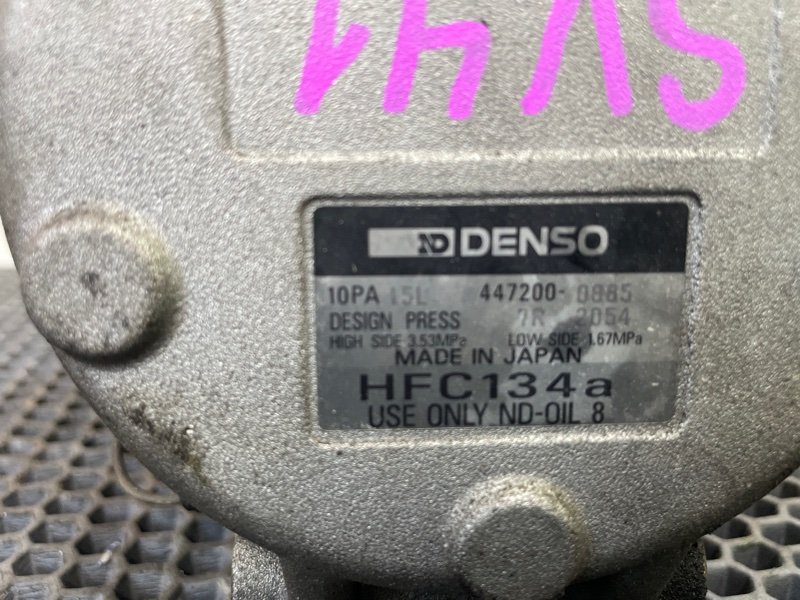 SV41
ND DENSO
10PA 15L 447200-0885
DESIGN PRESS 7R 2054
HIGH SIDE 3.53MPa LOW SIDE 1.67MPa
MADE IN JAPAN
HFC134a
USE ONLY ND-OIL 8